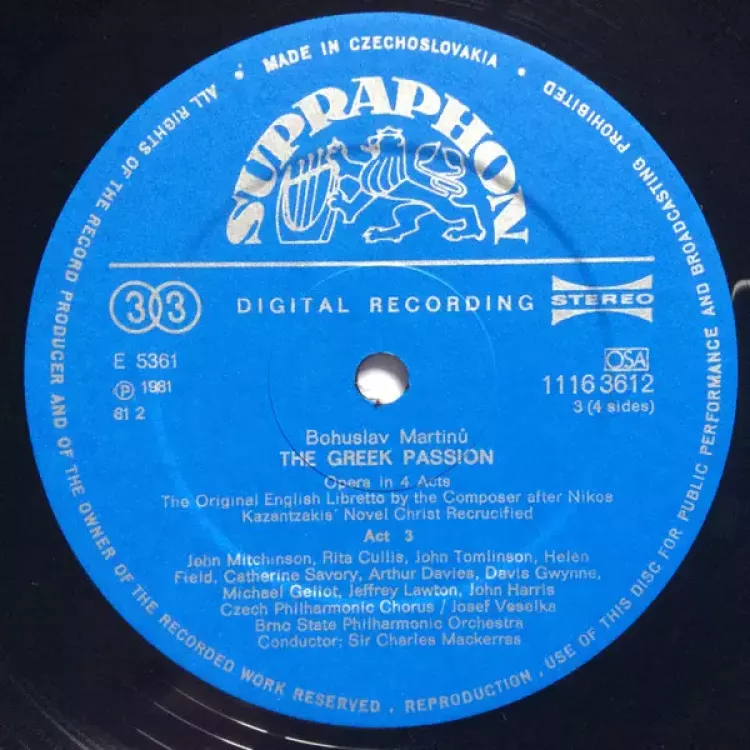 MADE IN CZECHOSLOVAKIA
SUPRAPHON
33 DIGITAL RECORDING STEREO
E 5361
OSA
Ⓟ 1981
1116 3612
81 2
3 (4 sides)
Bohuslav Martinů
THE GREEK PASSION
Opera in 4 Acts
The Original English Libretto by the Composer after Nikos
Kazantzakis' Novel Christ Recrucified
Act 3
John Mitchinson, Rita Cullis, John Tomlinson, Helen
Field, Catherine Savory, Arthur Davies, Davis Gwynne,
Michael Geliot, Jeffrey Lawton, John Harris
Czech Philharmonic Chorus / Josef Veselka
Brno State Philharmonic Orchestra
Conductor: Sir Charles Mackerras
ALL RIGHTS OF THE RECORD PRODUCER AND OF THE OWNER OF THE RECORDED WORK RESERVED . REPRODUCTION . USE OF THIS DISC FOR PUBLIC PERFORMANCE AND BROADCASTING PROHIBITED